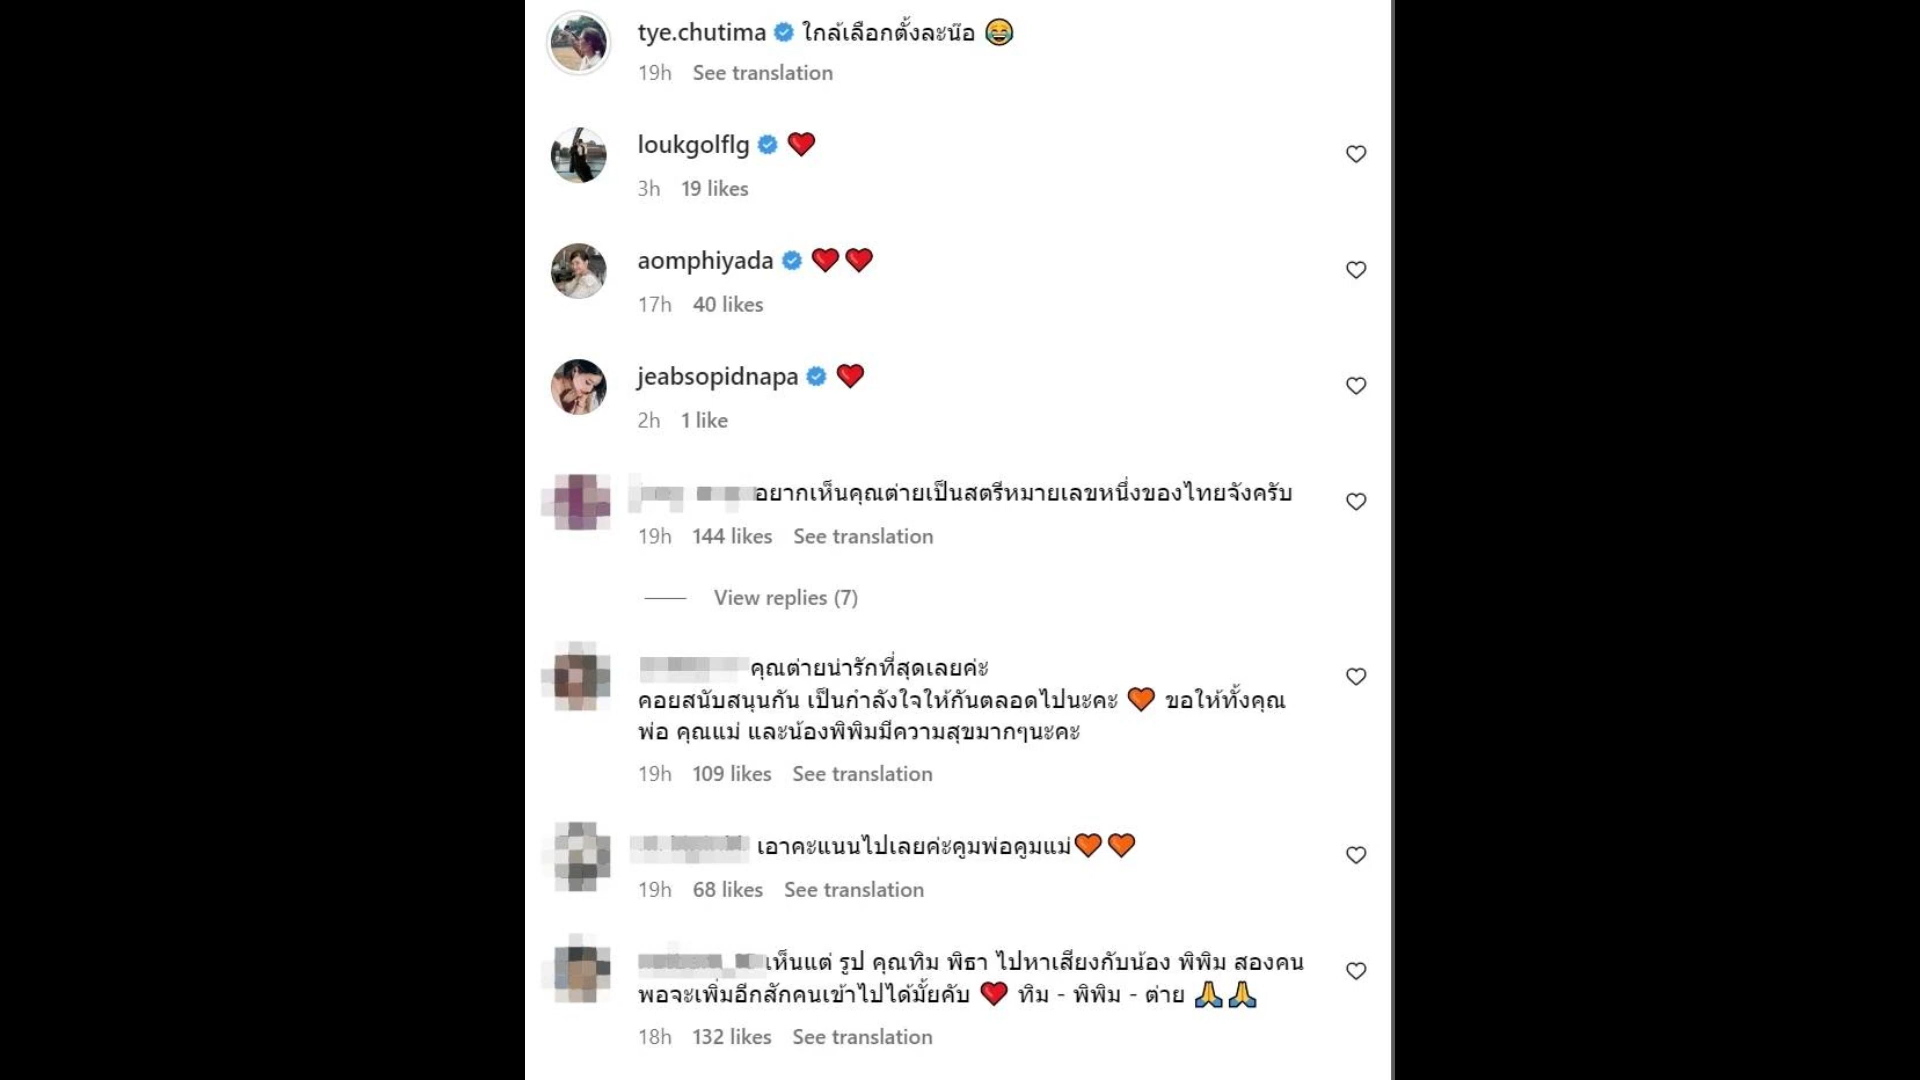 tye.chutima ใกล้เลือกตั้งละน๊อ 😂
19h See translation
loukgolflg ❤️
3h 19 likes
aomphiyada ❤️❤️
17h 40 likes
jeabsopidnapa ❤️
2h 1 like
อยากเห็นคุณต่ายเป็นสตรีหมายเลขหนึ่งของไทยจังครับ
19h 144 likes See translation
View replies (7)
คุณต่ายน่ารักที่สุดเลยค่ะ
คอยสนับสนุนกัน เป็นกำลังใจให้กันตลอดไปนะคะ 🧡 ขอให้ทั้งคุณ
พ่อ คุณแม่ และน้องพิพิมมีความสุขมากๆนะคะ
19h 109 likes See translation
เอาคะแนนไปเลยค่ะคูมพ่อคูมแม่🧡🧡
19h 68 likes See translation
เห็นแต่ รูป คุณทิม พิธา ไปหาเสียงกับน้อง พิพิม สองคน
พอจะเพิ่มอีกสักคนเข้าไปได้มั้ยคับ ❤️ ทิม - พิพิม - ต่าย 🙏🙏
18h 132 likes See translation